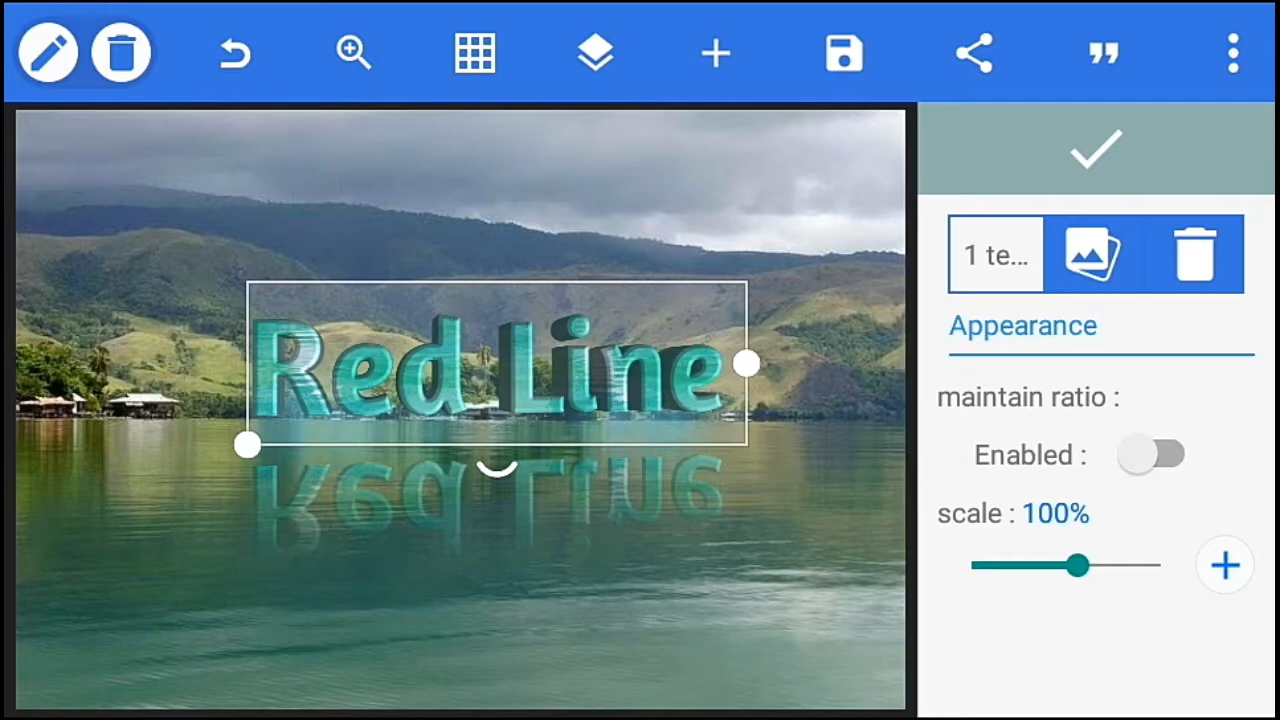 1 te...
Appearance
maintain ratio :
Red Line
Enabled :
scale : 100%